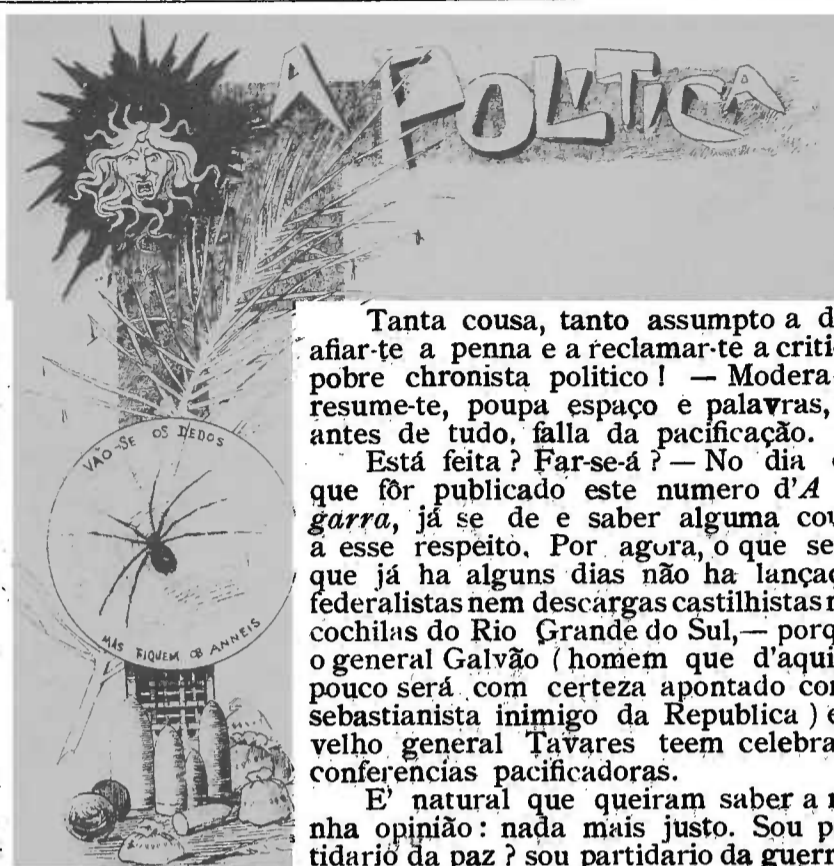 A POLITICA
VÃO-SE OS DEDOS
MAS FIQUEM OS ANNEIS
Tanta cousa, tanto assumpto a d
afiar-te a penna e a reclamar-te a criti
pobre chronista politico ! — Modera-
resume-te, poupa espaço e palavras,
antes de tudo, falla da pacificação.
Está feita ? Far-se-á ? — No dia
que fôr publicado este numero d'A
garra, já se de e saber alguma cou
a esse respeito. Por agora, o que se
que já ha alguns dias não ha lança
federalistas nem descargas castilhistas n
cochilas do Rio Grande do Sul,— porq
o general Galvão ( homem que d'aqui
pouco será com certeza apontado con
sebastianista inimigo da Republica ) e
velho general Tavares teem celebra
conferencias pacificadoras.
E' natural que queiram saber a m
nha opinião : nada mais justo. Sou p
tidario da paz ? sou partidario da guerr